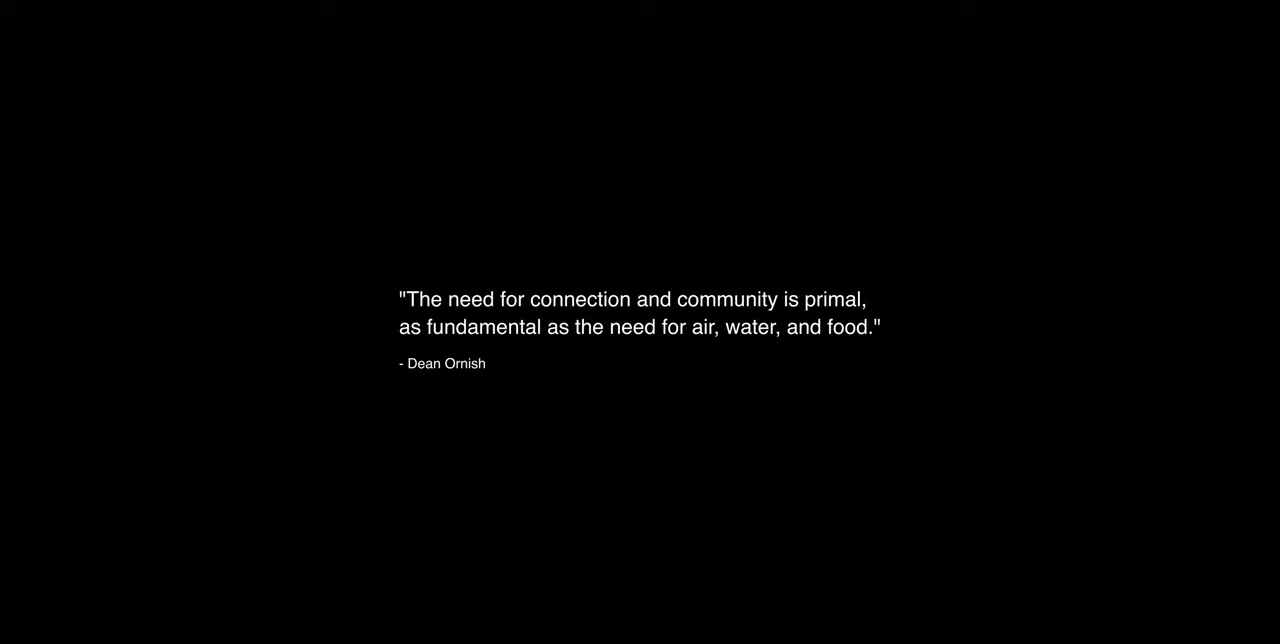 "The need for connection and community is primal,
as fundamental as the need for air, water, and food."
- Dean Ornish